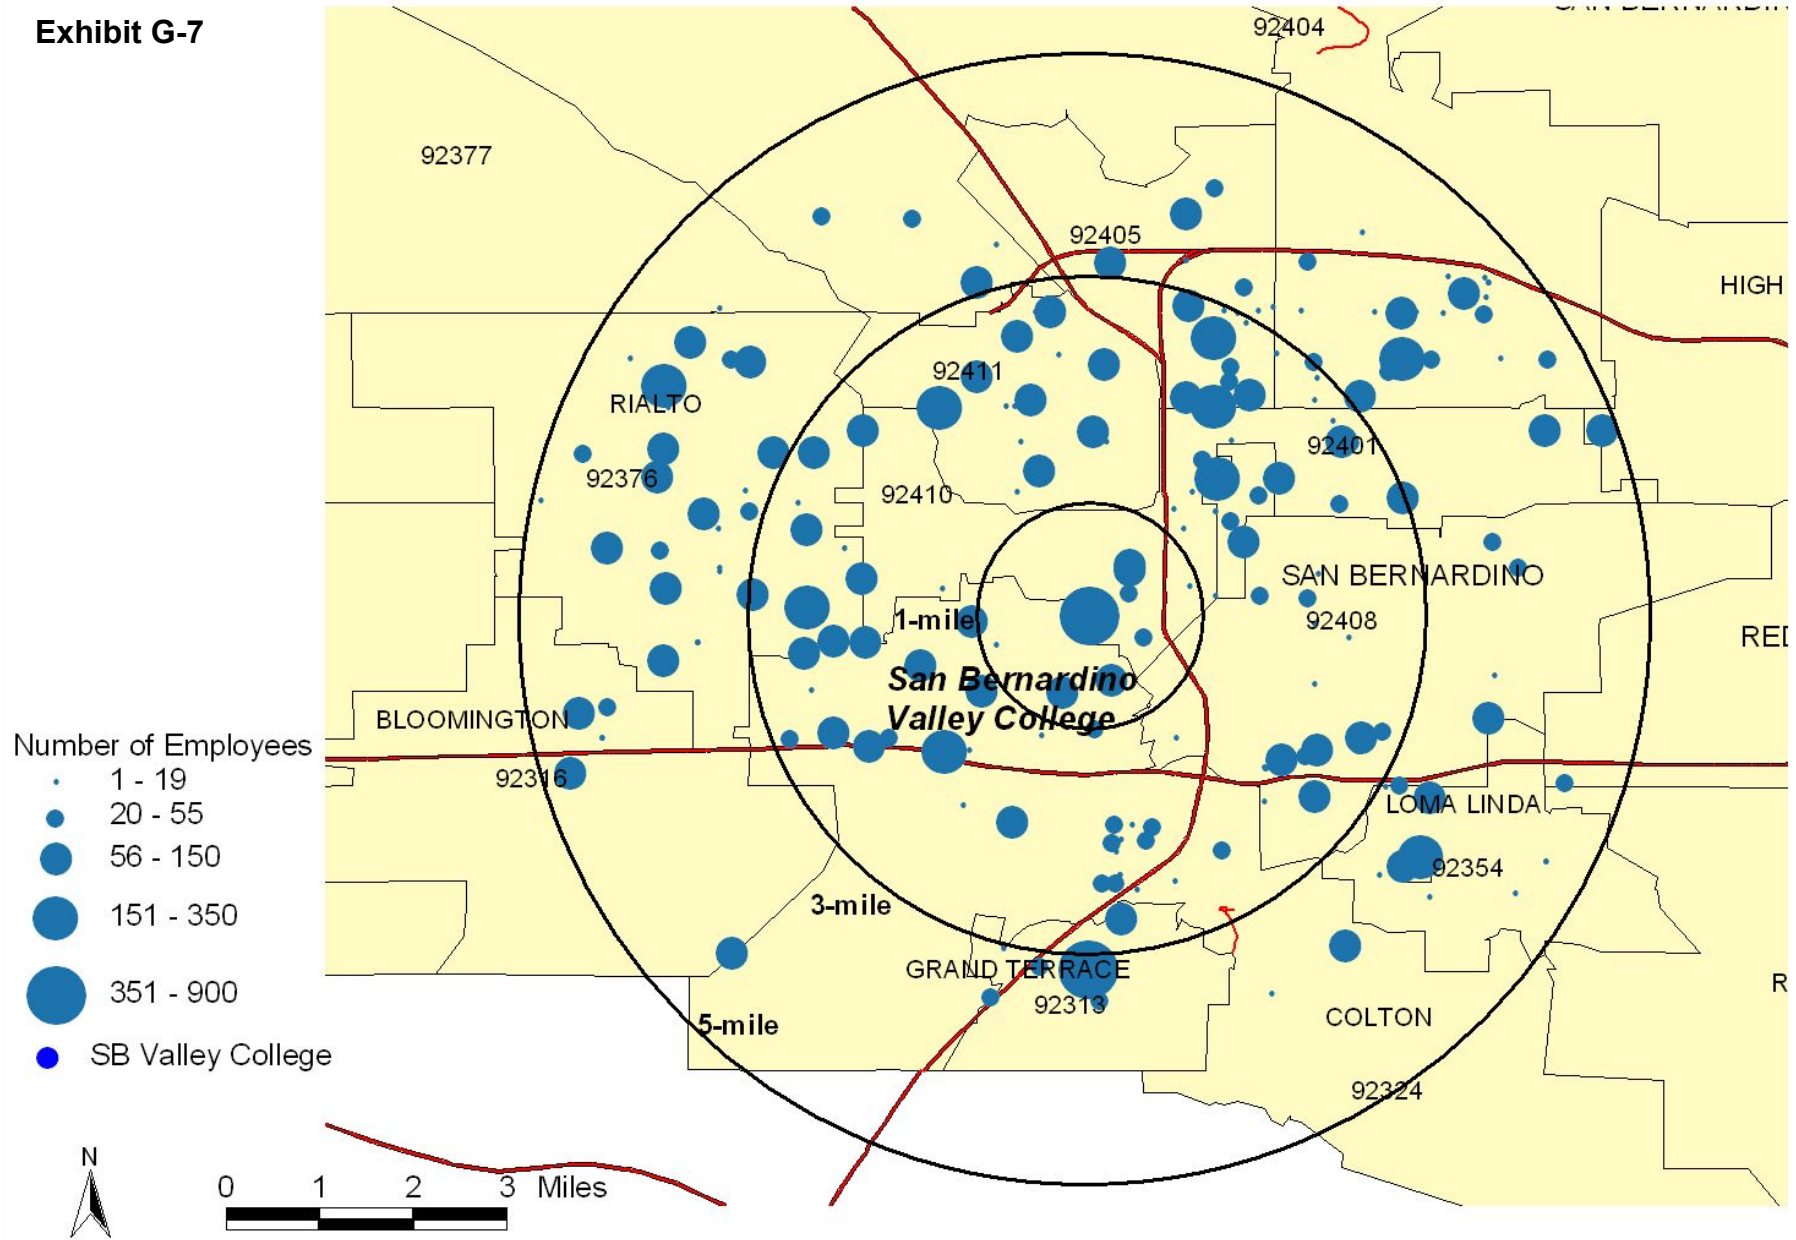 Exhibit G-7
92404
92377
92405
HIGH
92411
RIALTO
92401
92376
92410
SAN BERNARDINO
1-mile
92408
RED
San Bernardino
Valley College
BLOOMINGTON
92316
LOMA LINDA
92354
3-mile
GRAND TERRACE
92313
R
5-mile
COLTON
92324
Number of Employees
1 - 19
20 - 55
56 - 150
151 - 350
351 - 900
SB Valley College
N
0 1 2 3 Miles